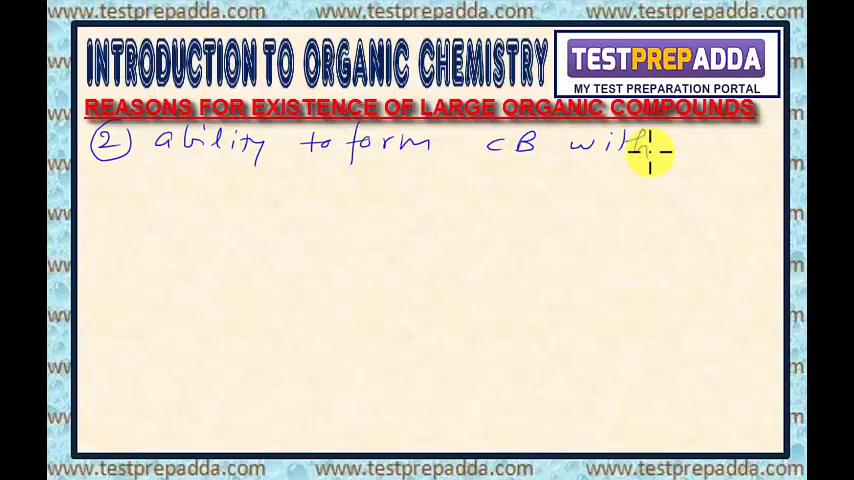 www.testprepadda.com www.testprepadda.com www.testprepadda.com
INTRODUCTION TO ORGANIC CHEMISTRY
TESTPREPADDA
MY TEST PREPARATION PORTAL
REASONS FOR EXISTENCE OF LARGE ORGANIC COMPOUNDS
(2) ability to form CB with
www.testprepadda.com www.testprepadda.com www.testprepadda.com